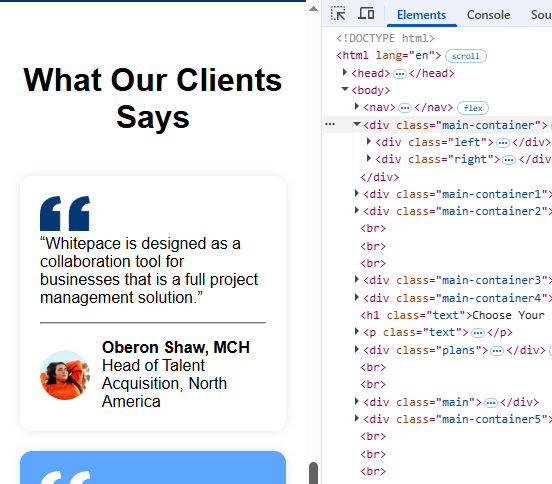 What Our Clients
Says
“Whitepace is designed as a
collaboration tool for
businesses that is a full project
management solution.”
Oberon Shaw, MCH
Head of Talent
Acquisition, North
America
Elements
Console
<!DOCTYPE html>
<html lang="en"> scroll
<head> ⋯ </head>
<body>
<nav> ⋯ </nav> flex
<div class="main-container">
<div class="left"> ⋯ </div>
<div class="right"> ⋯ </div>
</div>
<div class="main-container1">
<div class="main-container2">
<br>
<br>
<br>
<div class="main-container3">
<div class="main-container4">
<h1 class="text">Choose Your
<p class="text"> ⋯ </p>
<div class="plans"> ⋯ </div>
<br>
<br>
<div class="main"> ⋯ </div>
<div class="main-container5">
<br>
<br>
<br>